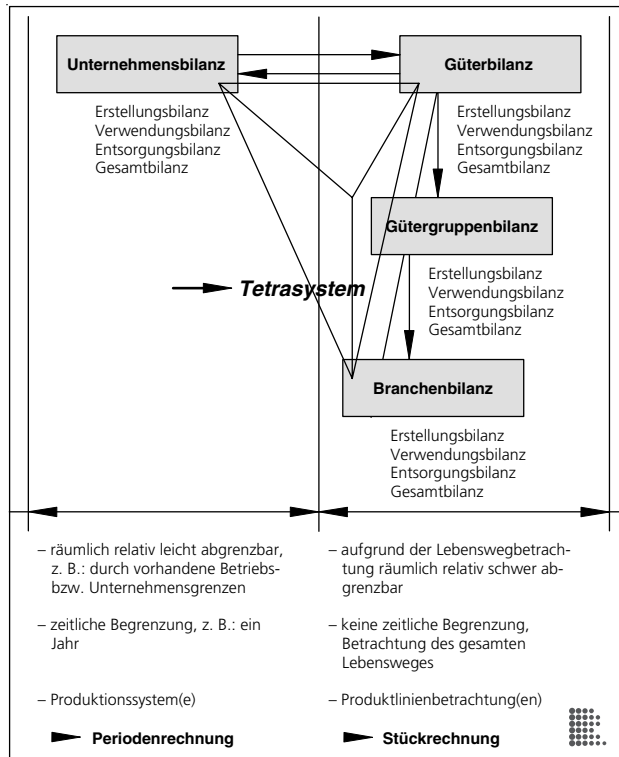 Unternehmensbilanz
Güterbilanz
Erstellungsbilanz
Verwendungsbilanz
Entsorgungsbilanz
Gesamtbilanz
Erstellungsbilanz
Verwendungsbilanz
Entsorgungsbilanz
Gesamtbilanz
Gütergruppenbilanz
Erstellungsbilanz
Verwendungsbilanz
Entsorgungsbilanz
Gesamtbilanz
Tetrasystem
Branchenbilanz
Erstellungsbilanz
Verwendungsbilanz
Entsorgungsbilanz
Gesamtbilanz
– räumlich relativ leicht abgrenzbar,
z. B.: durch vorhandene Betriebs-
bzw. Unternehmensgrenzen
– zeitliche Begrenzung, z. B.: ein
Jahr
– Produktionssystem(e)
Periodenrechnung
– aufgrund der Lebenswegbetrach-
tung räumlich relativ schwer ab-
grenzbar
– keine zeitliche Begrenzung,
Betrachtung des gesamten
Lebensweges
– Produktlinienbetrachtung(en)
Stückrechnung